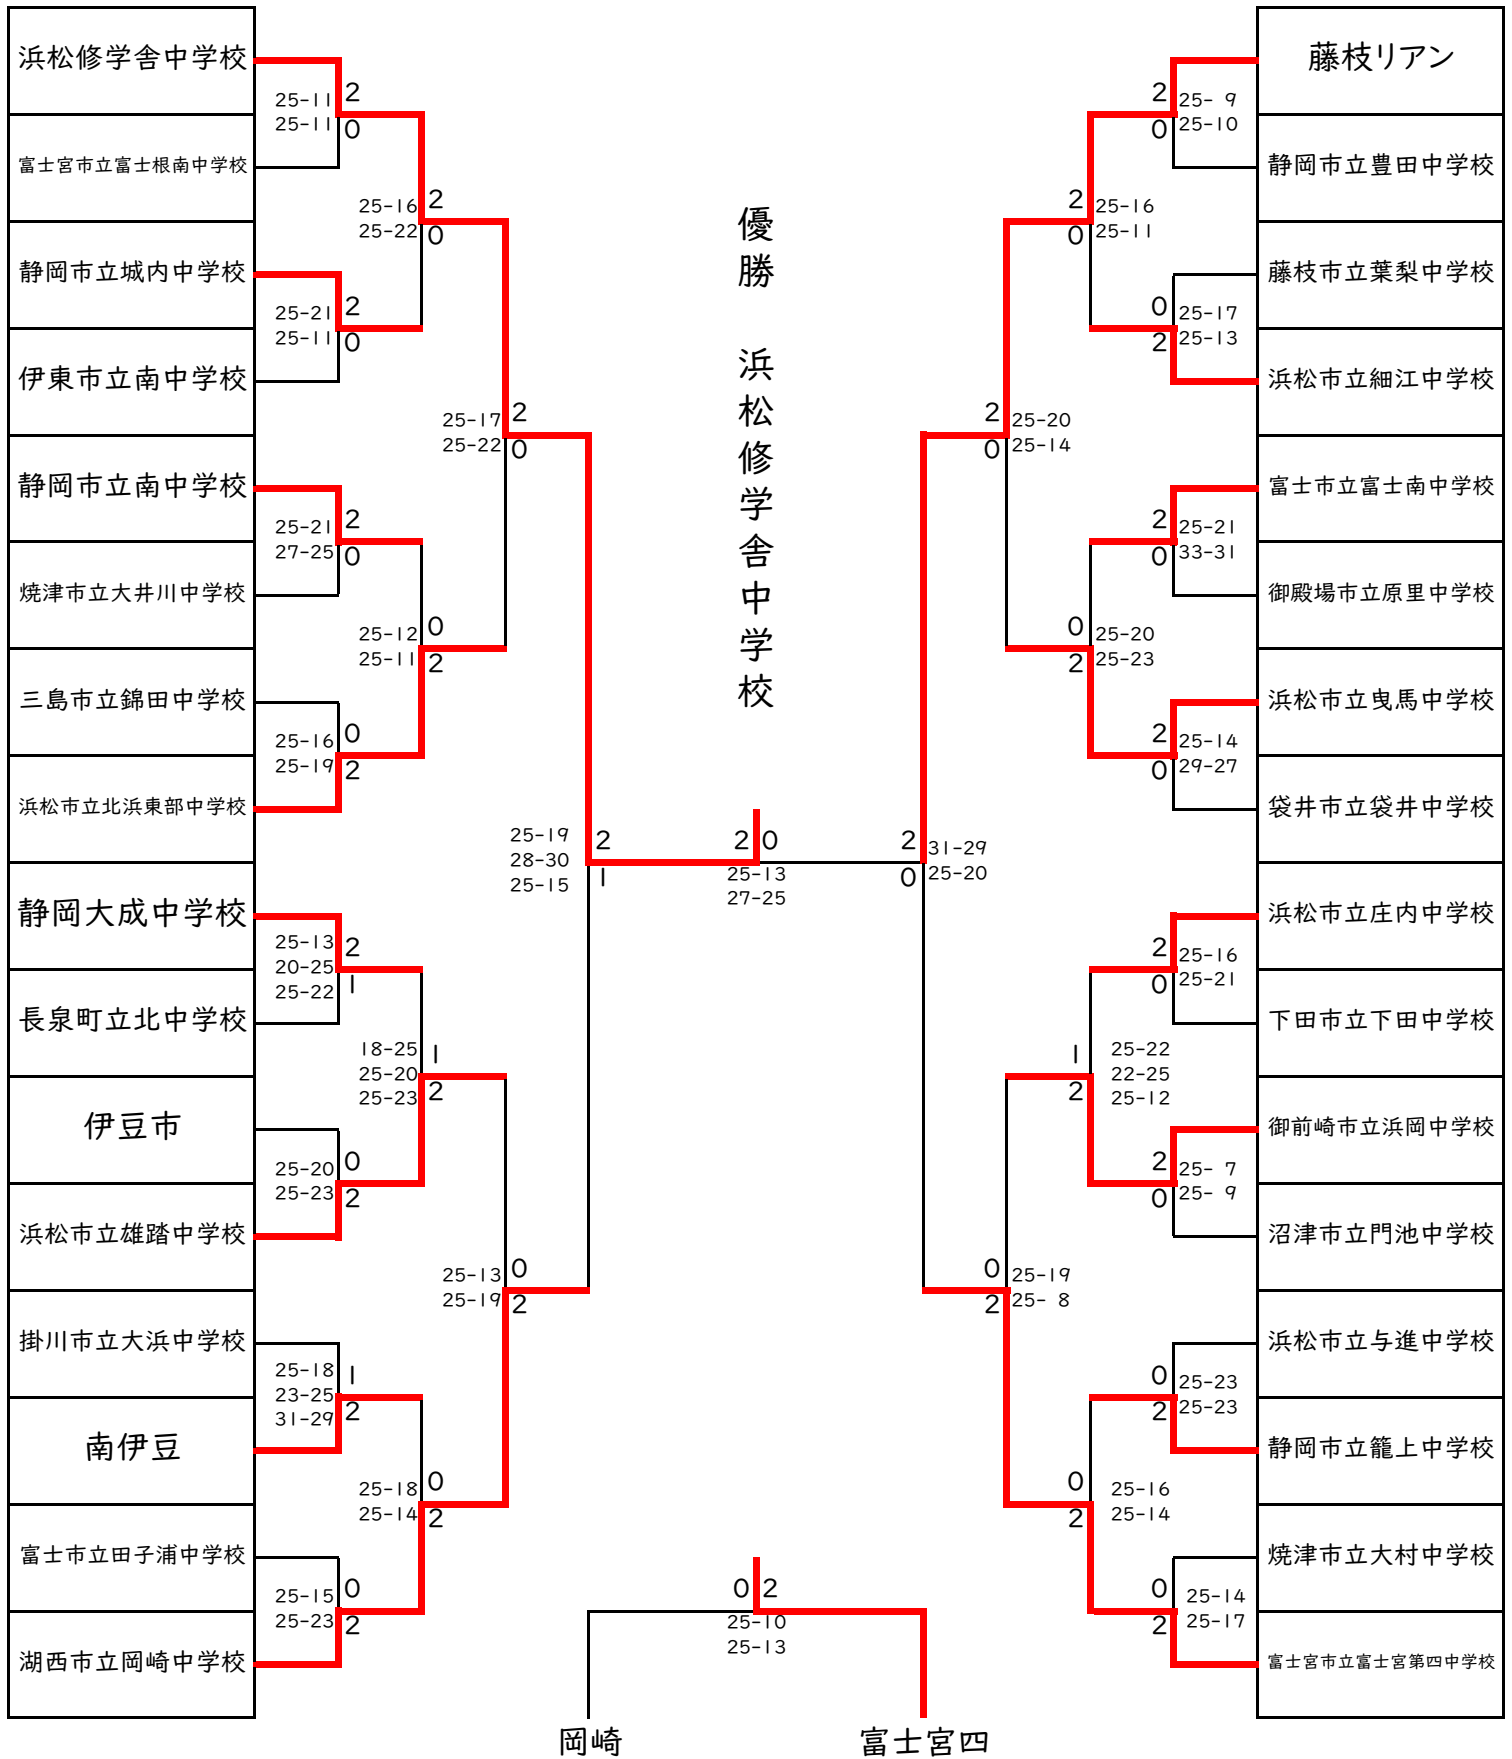 浜松修学舎中学校
富士宮市立富士根南中学校
静岡市立城内中学校
伊東市立南中学校
静岡市立南中学校
焼津市立大井川中学校
三島市立錦田中学校
浜松市立北浜東部中学校
静岡大成中学校
長泉町立北中学校
伊豆市
浜松市立雄踏中学校
掛川市立大浜中学校
南伊豆
富士市立田子浦中学校
湖西市立岡崎中学校
25-11 2
25-11 0
25-21 2
25-11 0
25-21 2
27-25 0
25-16 0
25-19 2
25-13 2
20-25
25-22 1
25-20 0
25-23 2
25-18 1
23-25
31-29 2
25-15 0
25-23 2
25-16 2
25-22 0
25-12 0
25-11 2
18-25 1
25-20
25-23 2
25-18 0
25-14 2
25-17 2
25-22 0
25-13 0
25-19 2
25-19 2
28-30
25-15 1
優勝 浜松修学舎中学校
2 0
25-13
27-25
0 2
25-10
25-13
岡崎
富士宮四
2 31-29
0 25-20
2 25-20
0 25-14
0 25-19
2 25- 8
2 25-16
0 25-11
0 25-20
2 25-23
1 25-22
22-25
2 25-12
0 25-16
2 25-14
2 25- 9
0 25-10
0 25-17
2 25-13
2 25-21
0 33-31
2 25-14
0 29-27
2 25-16
0 25-21
2 25- 7
0 25- 9
0 25-23
2 25-23
0 25-14
2 25-17
藤枝リアン
静岡市立豊田中学校
藤枝市立葉梨中学校
浜松市立細江中学校
富士市立富士南中学校
御殿場市立原里中学校
浜松市立曳馬中学校
袋井市立袋井中学校
浜松市立庄内中学校
下田市立下田中学校
御前崎市立浜岡中学校
沼津市立門池中学校
浜松市立与進中学校
静岡市立籠上中学校
焼津市立大村中学校
富士宮市立富士宮第四中学校